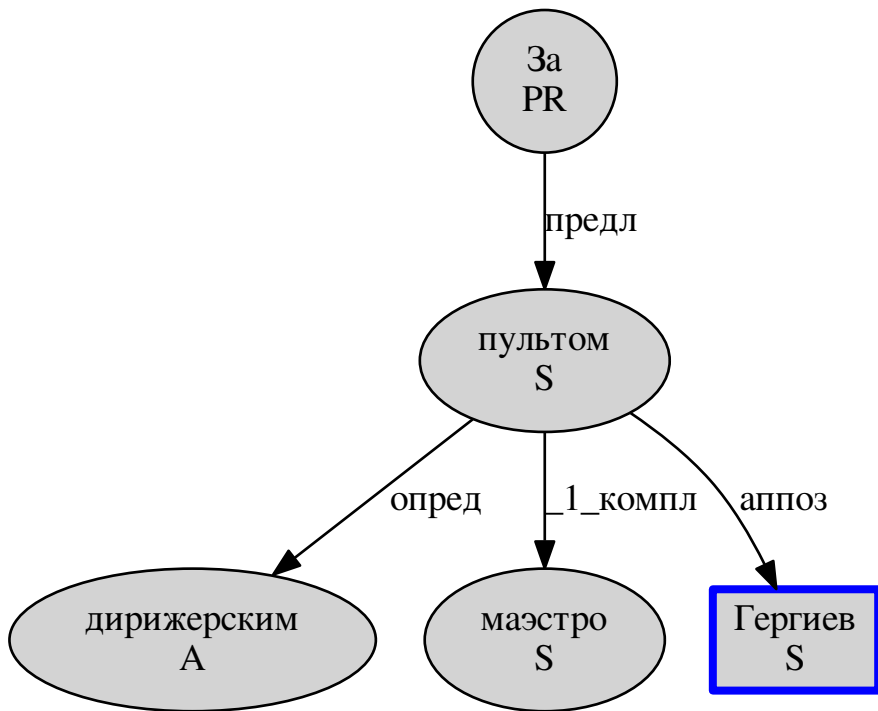 За
PR
предл
пультом
S
опред
_1_компл
аппоз
дирижерским
A
маэстро
S
Гергиев
S